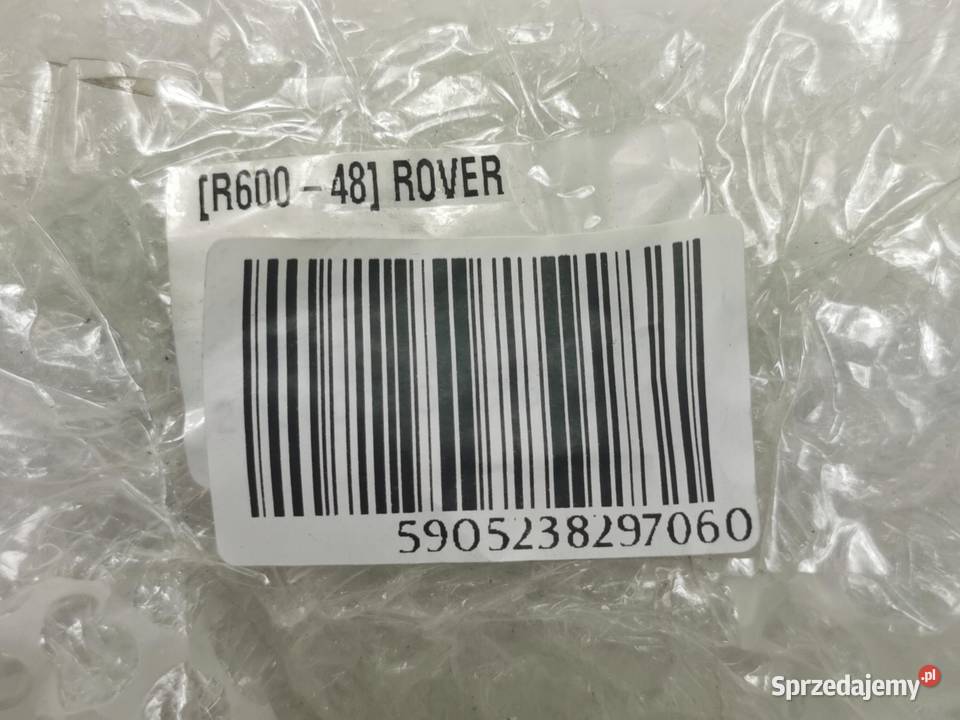 [R600 - 48] ROVER
5905238297060
Sprzedajemy.pl